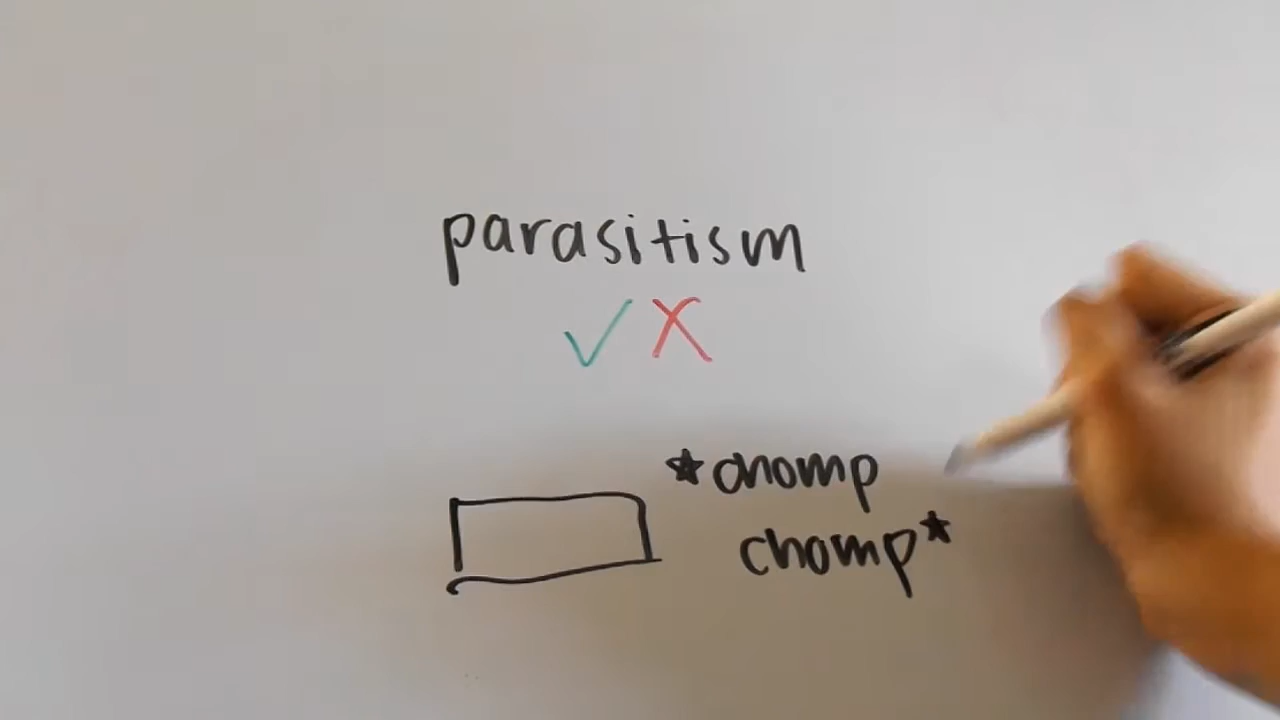 parasitism
✓ X
*chomp
chomp*